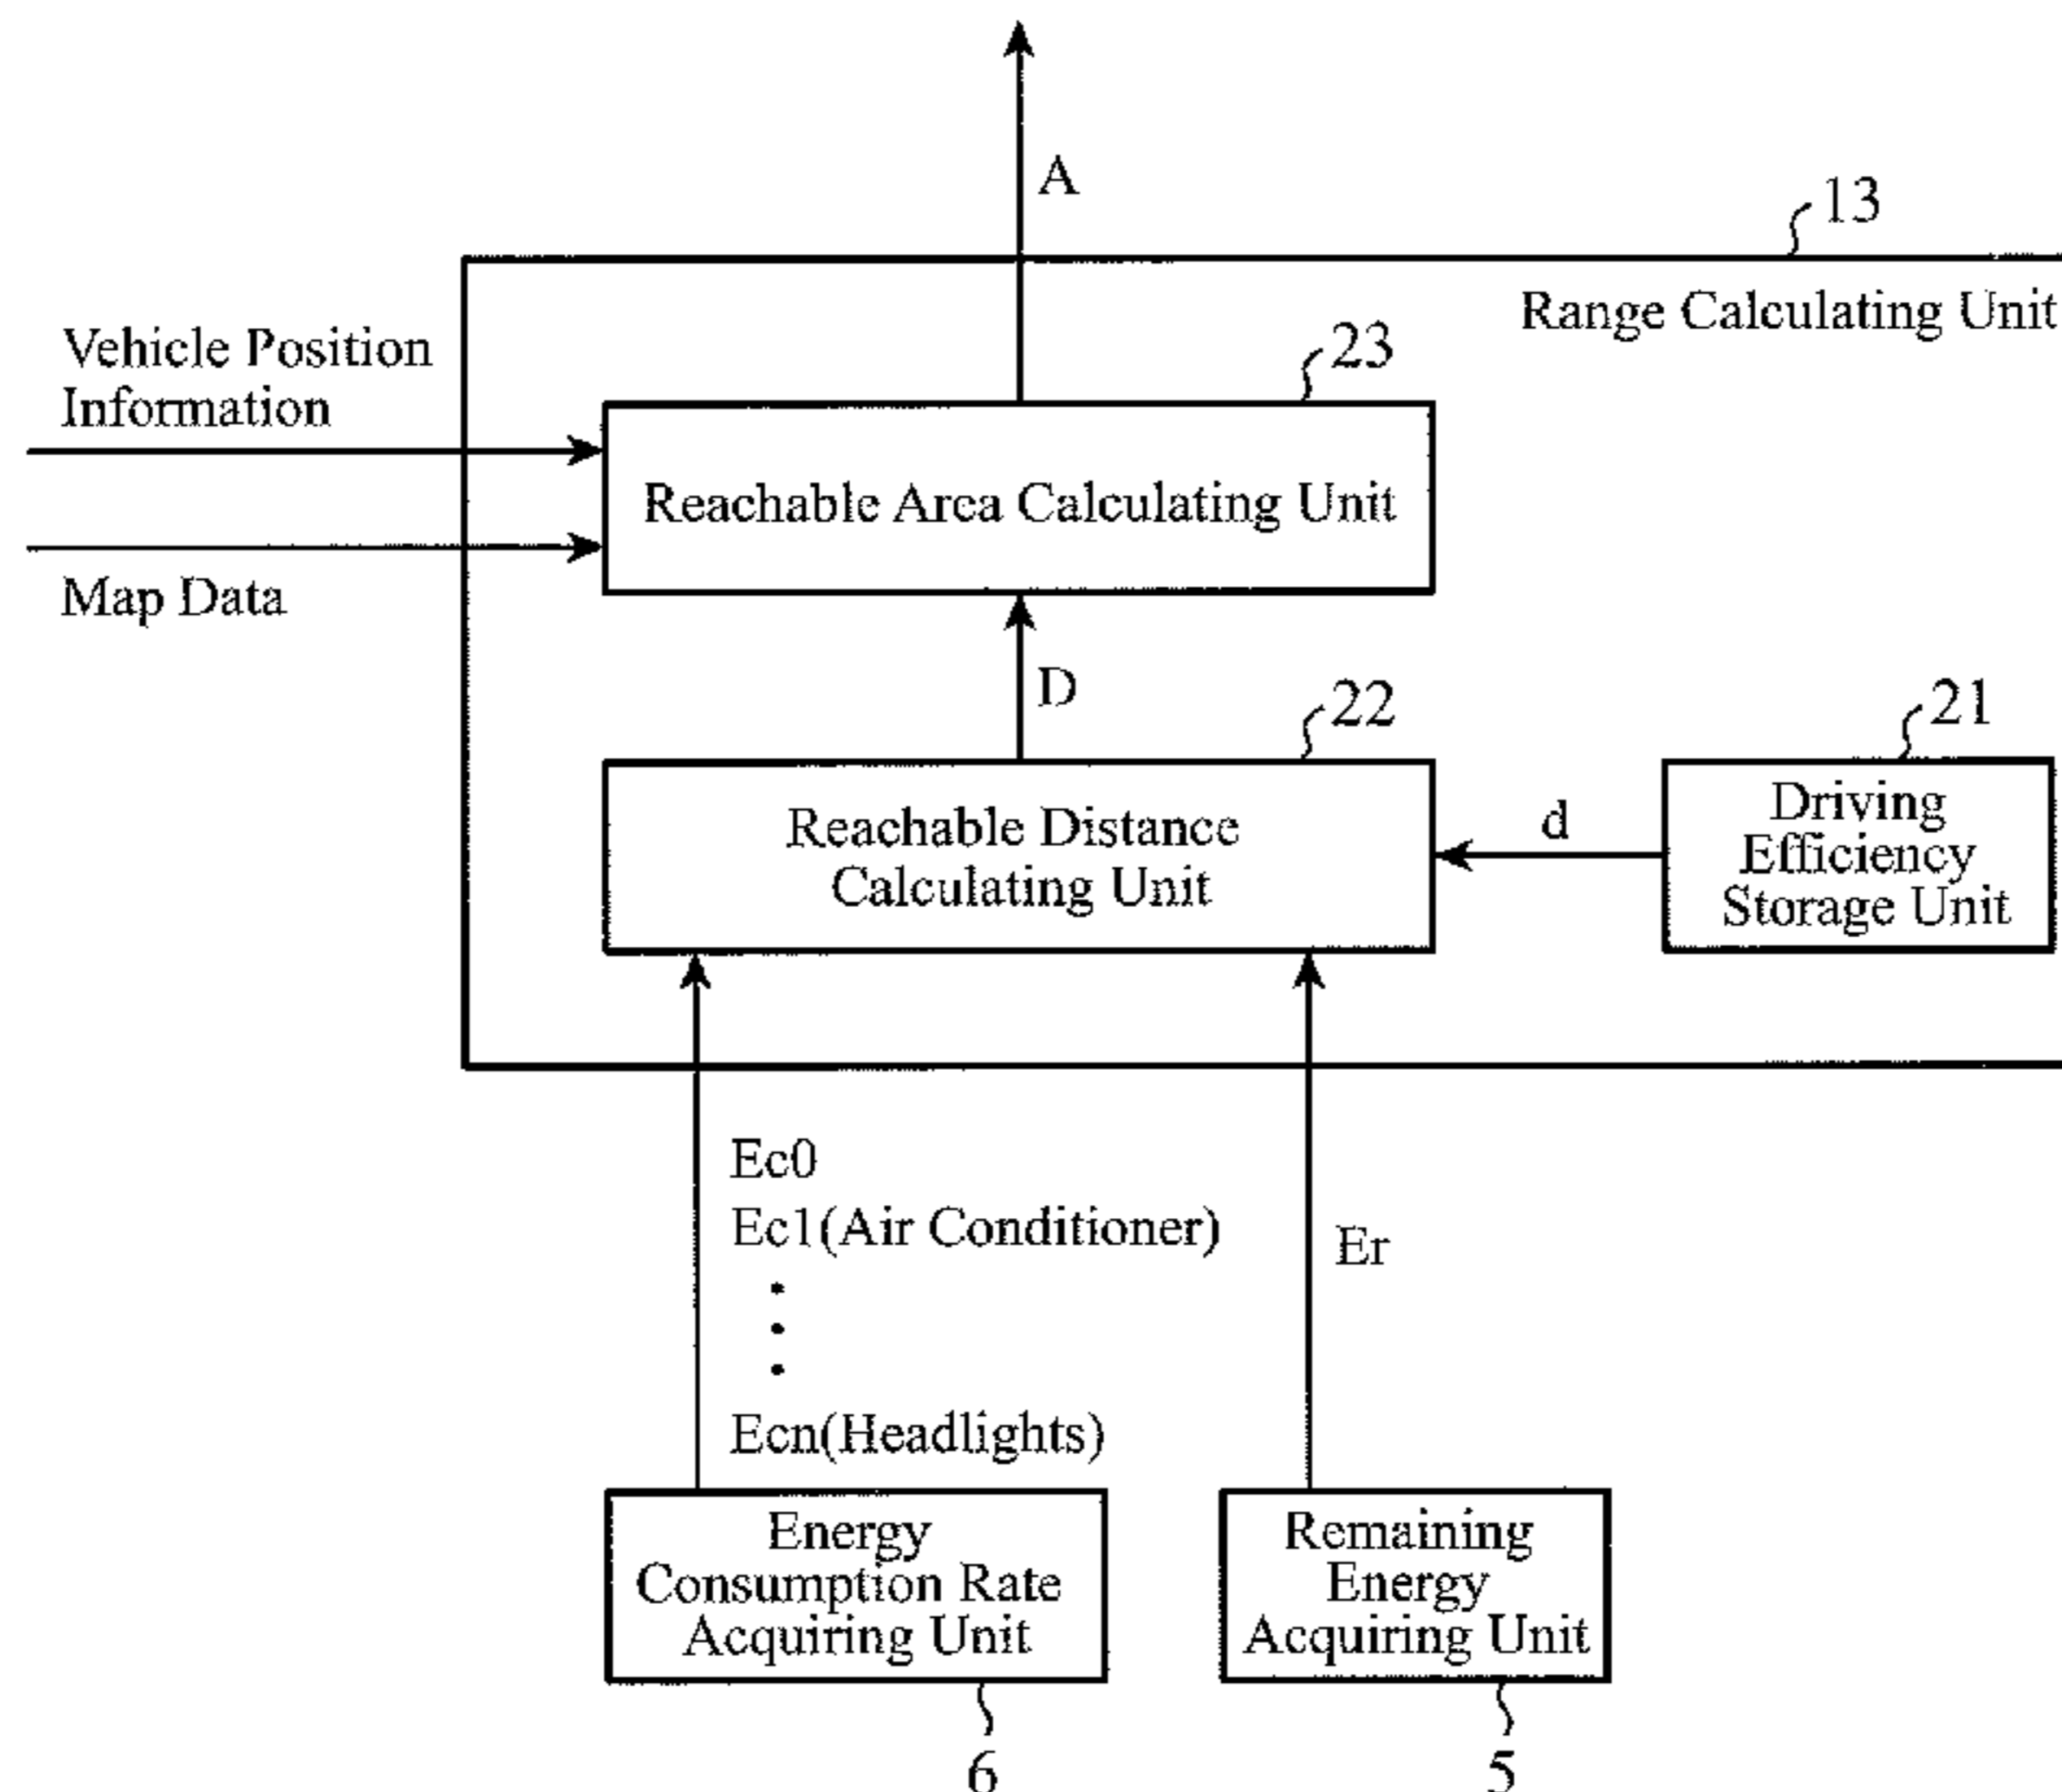 A
13
Range Calculating Unit
Vehicle Position
Information
23
Reachable Area Calculating Unit
Map Data
D
22
21
Reachable Distance
Calculating Unit
d
Driving
Efficiency
Storage Unit
Ec0
Ec1(Air Conditioner)
Er
Ecn(Headlights)
Energy
Consumption Rate
Acquiring Unit
Remaining
Energy
Acquiring Unit
6
5